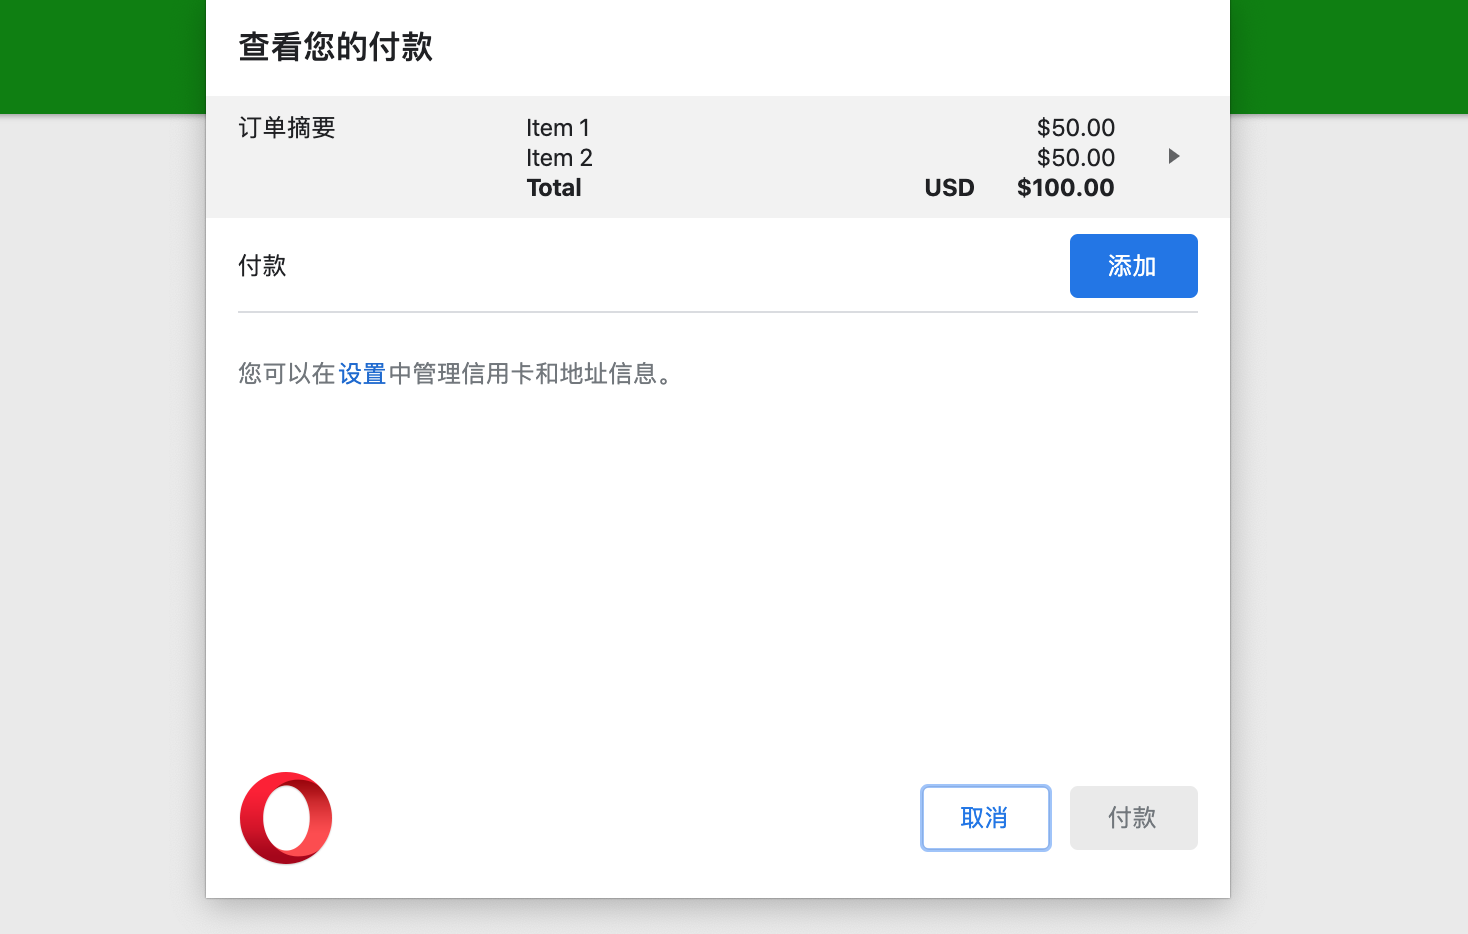 查看您的付款
订单摘要 Item 1 $50.00
Item 2 $50.00
Total USD $100.00
付款 添加
您可以在设置中管理信用卡和地址信息。
取消 付款